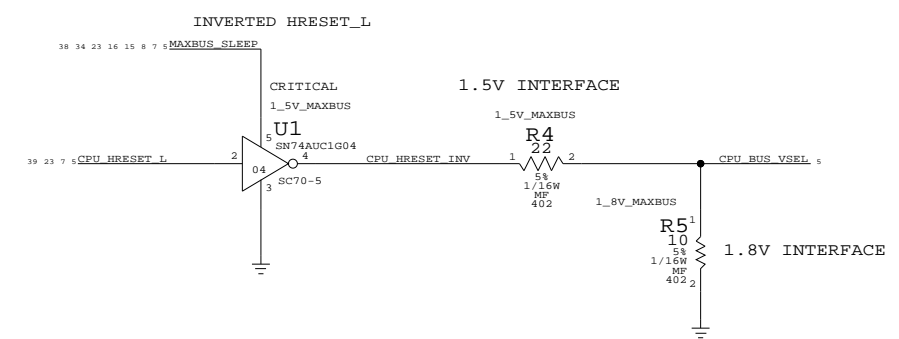 INVERTED HRESET_L
38 34 23 16 15 8 7 5 MAXBUS_SLEEP
CRITICAL
1_5V_MAXBUS
5 U1
SN74AUC1G04
39 23 7 5 CPU_HRESET_L
2
04
4
3 SC70-5
CPU_HRESET_INV
1.5V INTERFACE
1_5V_MAXBUS
R4
22
1 2
5%
1/16W
MF
402
CPU_BUS_VSEL 5
1_8V_MAXBUS
R5 1
10
5%
1/16W
MF
402 2
1.8V INTERFACE